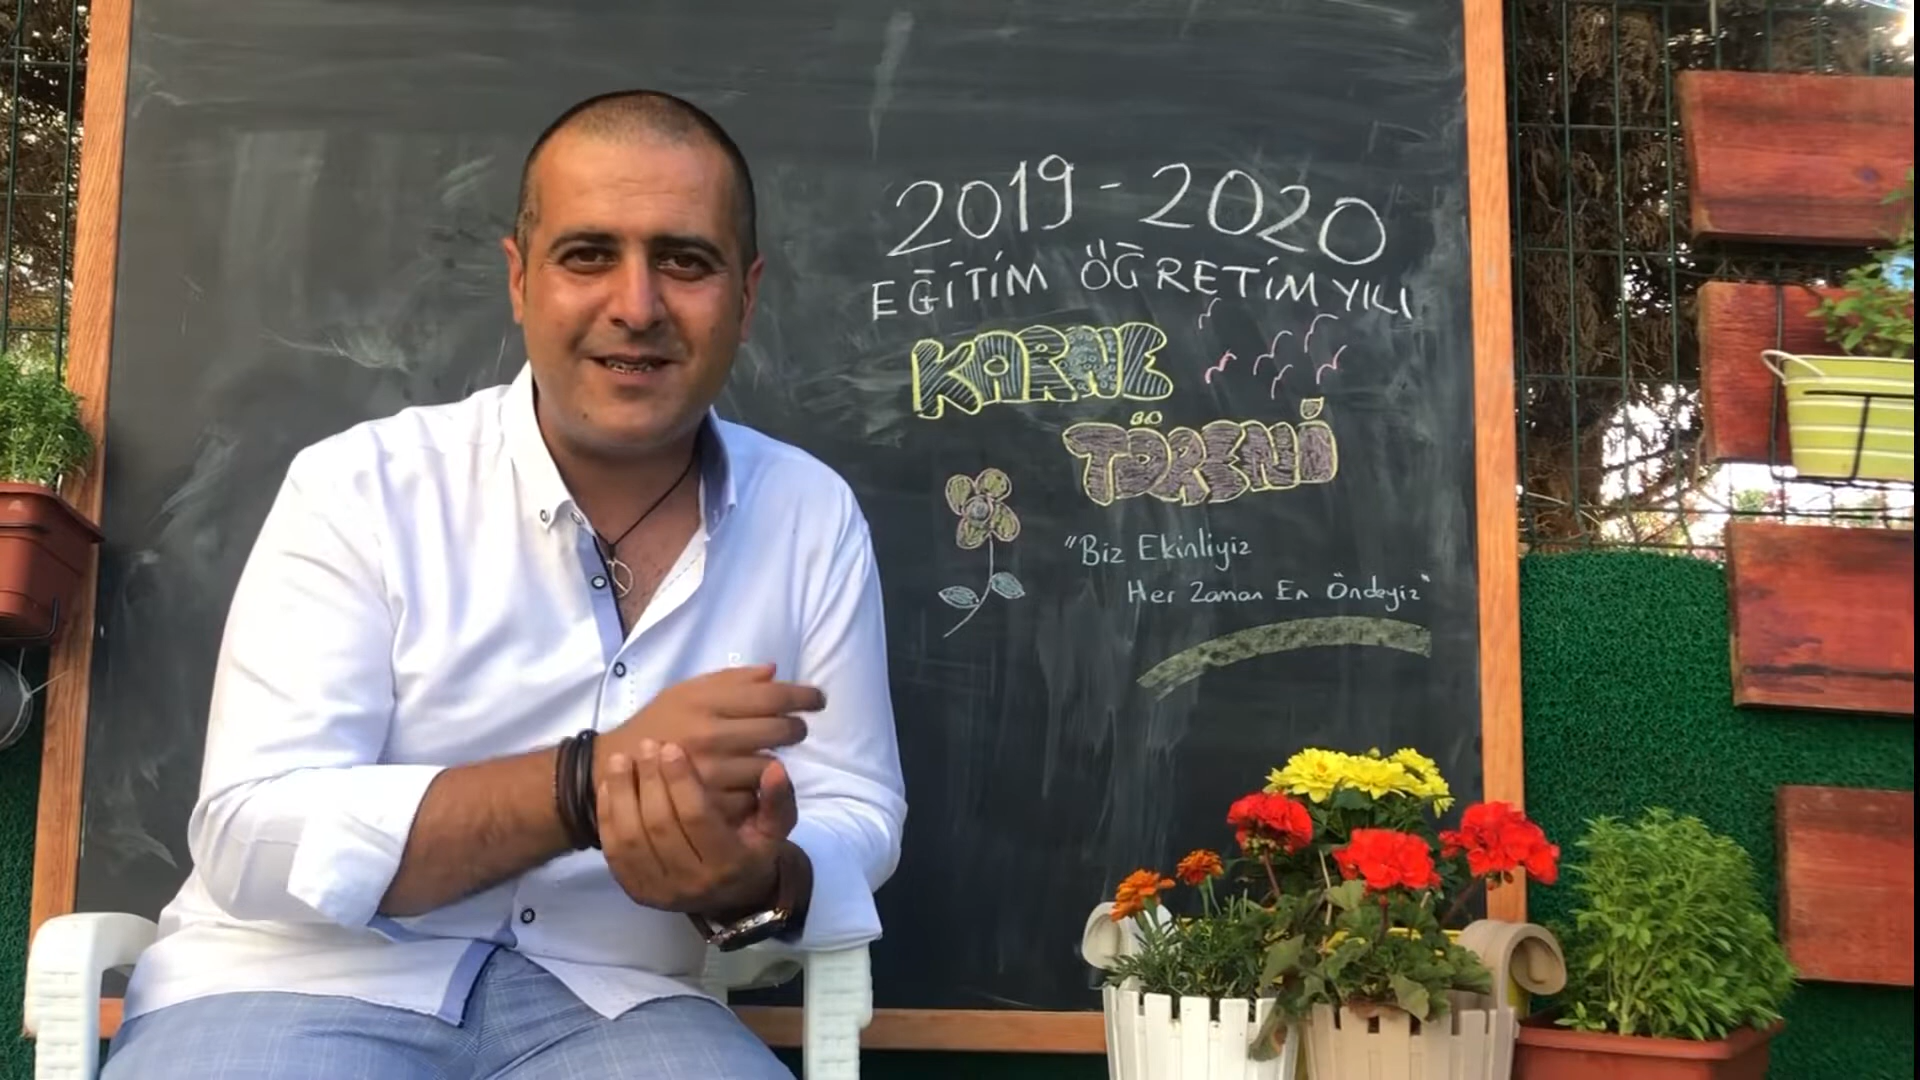 2019-2020
EĞİTİM ÖĞRETİM YILI
KARNE
TÖRENİ
"Biz Ekinliyiz
Her Zaman En Öndeyiz"